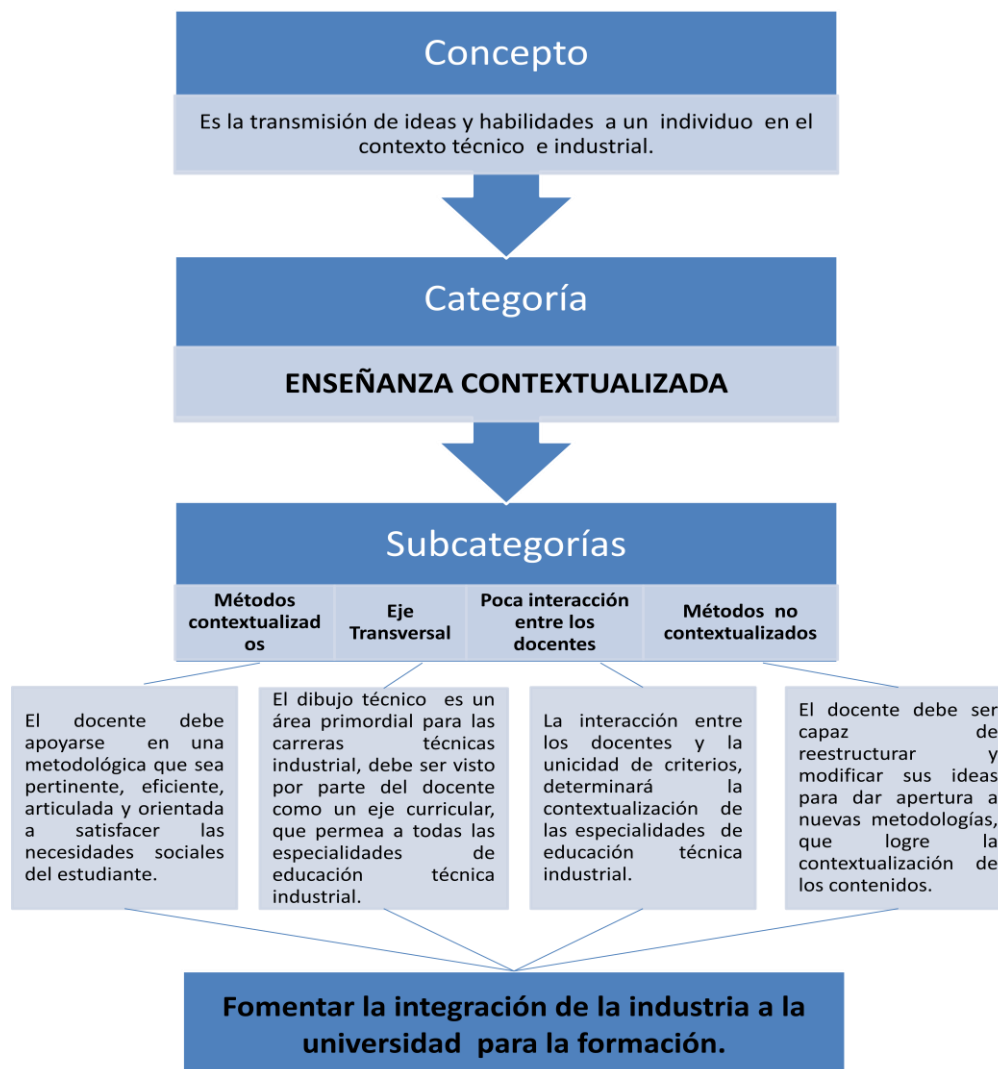 Concepto
Es la transmisión de ideas y habilidades a un individuo en el
contexto técnico e industrial.
Categoría
ENSEÑANZA CONTEXTUALIZADA
Subcategorías
Métodos
contextualizad
os
Eje
Transversal
Poca interacción
entre los
docentes
Métodos no
contextualizados
El docente debe
apoyarse en una
metodológica que sea
pertinente, eficiente,
articulada y orientada
a satisfacer las
necesidades sociales
del estudiante.
El dibujo técnico es un
área primordial para las
carreras técnicas
industrial, debe ser visto
por parte del docente
como un eje curricular,
que permea a todas las
especialidades de
educación técnica
industrial.
La interacción entre
los docentes y la
unicidad de criterios,
determinará la
contextualización de
las especialidades de
educación técnica
industrial.
El docente debe ser
capaz de
reestructurar y
modificar sus ideas
para dar apertura a
nuevas metodologías,
que logre la
contextualización de
los contenidos.
Fomentar la integración de la industria a la
universidad para la formación.